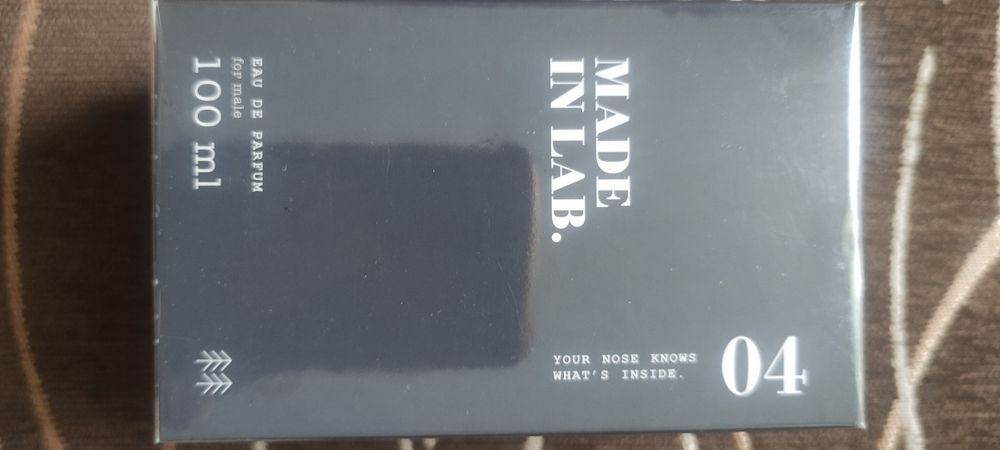 MADE
IN LAB.
04
YOUR NOSE KNOWS
WHAT'S INSIDE.
EAU DE PARFUM
for male
100 ml